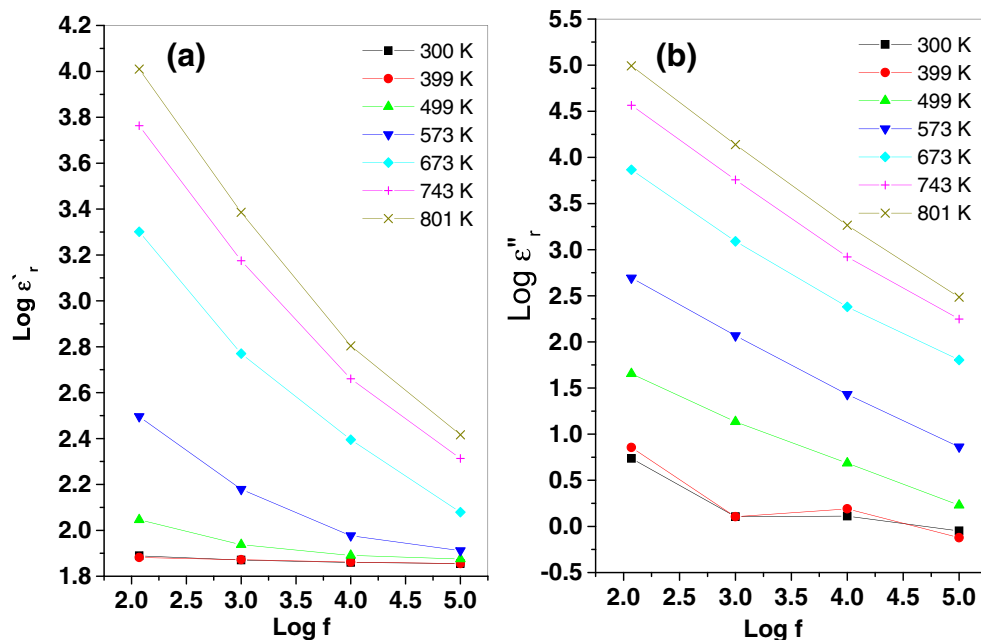 (a)
300 K
399 K
499 K
573 K
673 K
743 K
801 K
4.2
4.0
3.8
3.6
3.4
3.2
3.0
2.8
2.6
2.4
2.2
2.0
1.8
Log ε`r
2.0 2.5 3.0 3.5 4.0 4.5 5.0
Log f
(b)
300 K
399 K
499 K
573 K
673 K
743 K
801 K
5.5
5.0
4.5
4.0
3.5
3.0
2.5
2.0
1.5
1.0
0.5
0.0
-0.5
Log ε"r
2.0 2.5 3.0 3.5 4.0 4.5 5.0
Log f